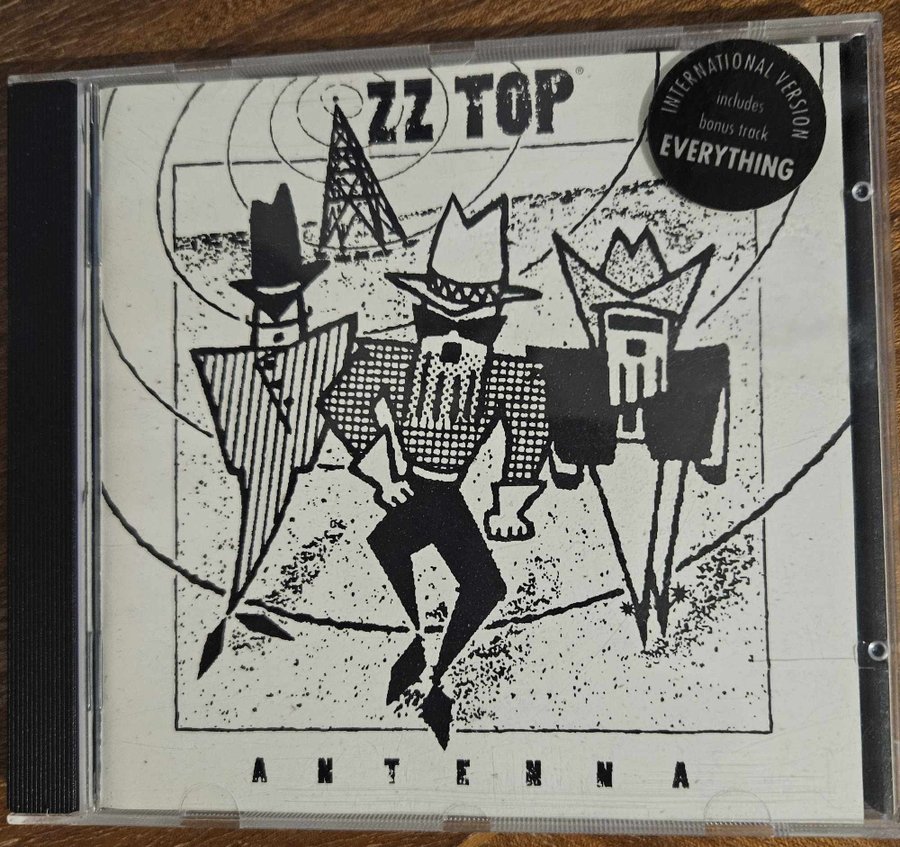 ZZ TOP®
INTERNATIONAL VERSION
includes
bonus track
EVERYTHING
ANTENNA